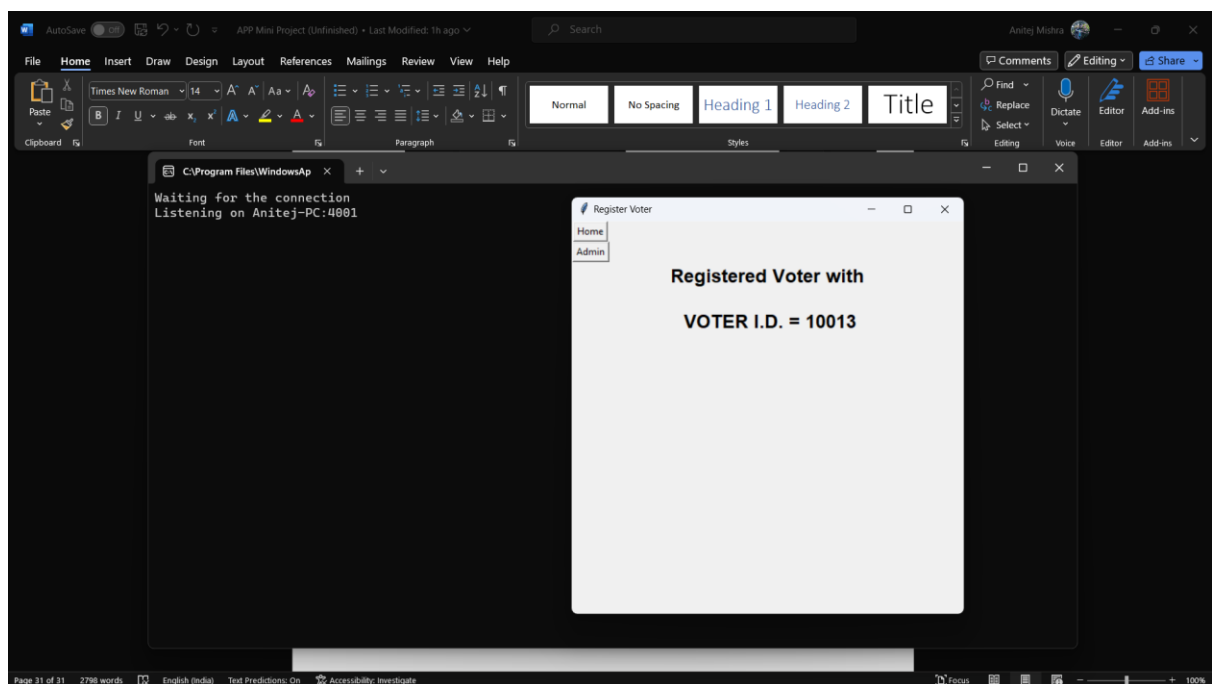 AutoSave Off APP Mini Project (Unfinished) • Last Modified: 1h ago Search Anitej Mishra
File Home Insert Draw Design Layout References Mailings Review View Help Comments Editing Share
Times New Roman 14 Normal No Spacing Heading 1 Heading 2 Title Find
Replace
Select
Paste Dictate Editor Add-ins
Clipboard Font Paragraph Styles Editing Voice Editor Add-ins
C:\Program Files\WindowsAp
Waiting for the connection
Listening on Anitej-PC:4001
Register Voter
Home
Admin
Registered Voter with
VOTER I.D. = 10013
Page 31 of 31 2798 words English (India) Text Predictions: On Accessibility: Investigate Focus 100%